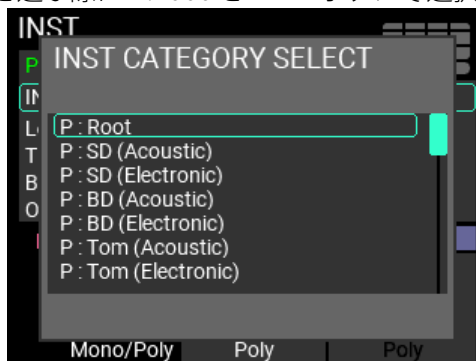 INST
INST CATEGORY SELECT
P : Root
P : SD (Acoustic)
P : SD (Electronic)
P : BD (Acoustic)
P : BD (Electronic)
P : Tom (Acoustic)
P : Tom (Electronic)
Mono/Poly Poly Poly